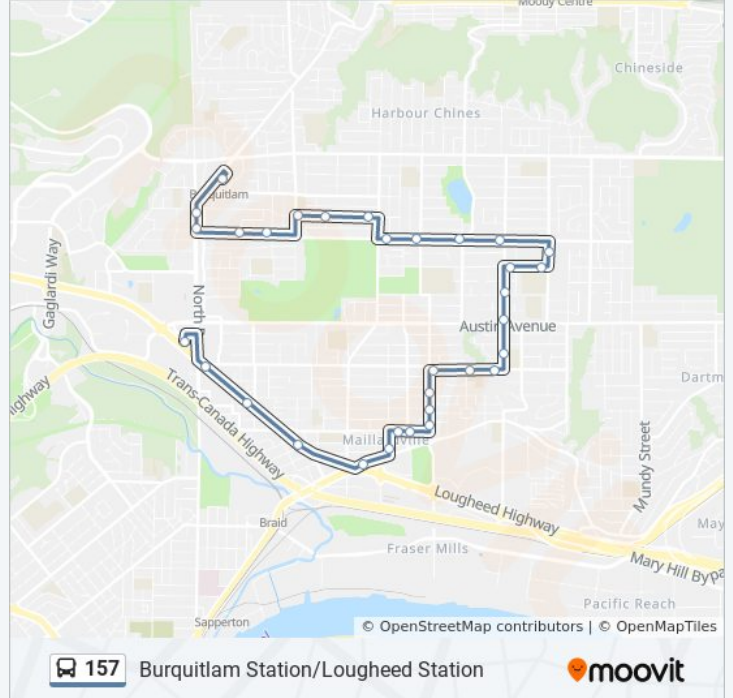 Moody Centre
Chineside
Harbour Chines
Burquitlam
Gaglardi Way
North
Austin Avenue
Trans-Canada Highway
Highway
Dartm
Maillardville
Mundy Street
Lougheed Highway
Braid
May
Fraser Mills
Mary Hill Bypa
Pacific Reach
Sapperton
© OpenStreetMap contributors | © OpenMapTiles
157 Burquitlam Station/Lougheed Station
moovit